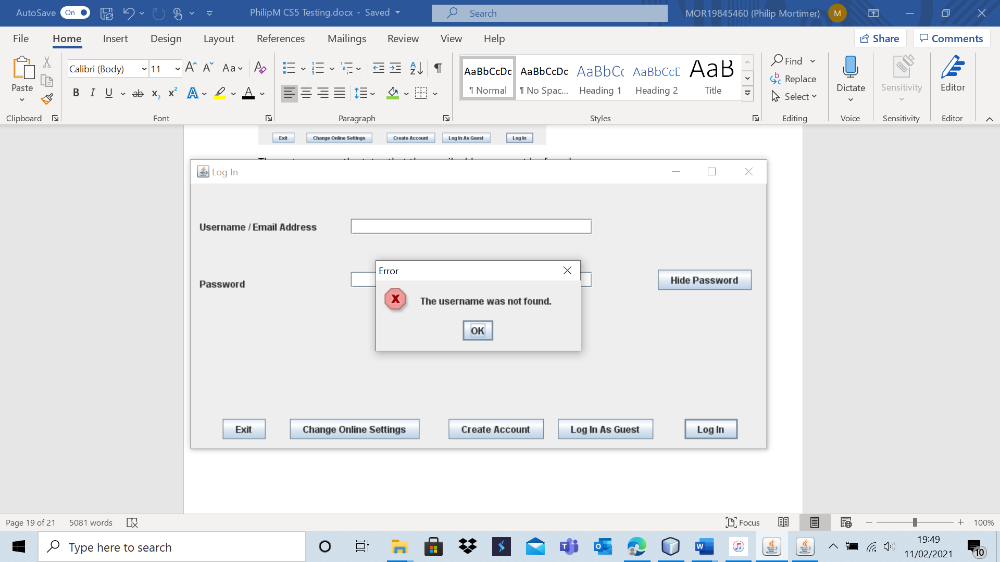 AutoSave On PhilipM CS5 Testing.docx - Saved Search MOR19845460 (Philip Mortimer) M
File Home Insert Design Layout References Mailings Review View Help Share Comments
Paste
Calibri (Body) 11 Aa
B I U ab x2 x2 A A
AaBbCcDc AaBbCcDc AaBbCc AaBbCcD AaB
¶ Normal ¶ No Spac... Heading 1 Heading 2 Title
Find
Replace
Select
Dictate Sensitivity Editor
Clipboard Font Paragraph Styles Editing Voice Sensitivity Editor
Exit Change Online Settings Create Account Log In As Guest Log In
Log In
Username / Email Address
Error
Password Hide Password
The username was not found.
OK
Exit Change Online Settings Create Account Log In As Guest Log In
Page 19 of 21 5081 words Focus 100%
Type here to search 19:49
11/02/2021 10